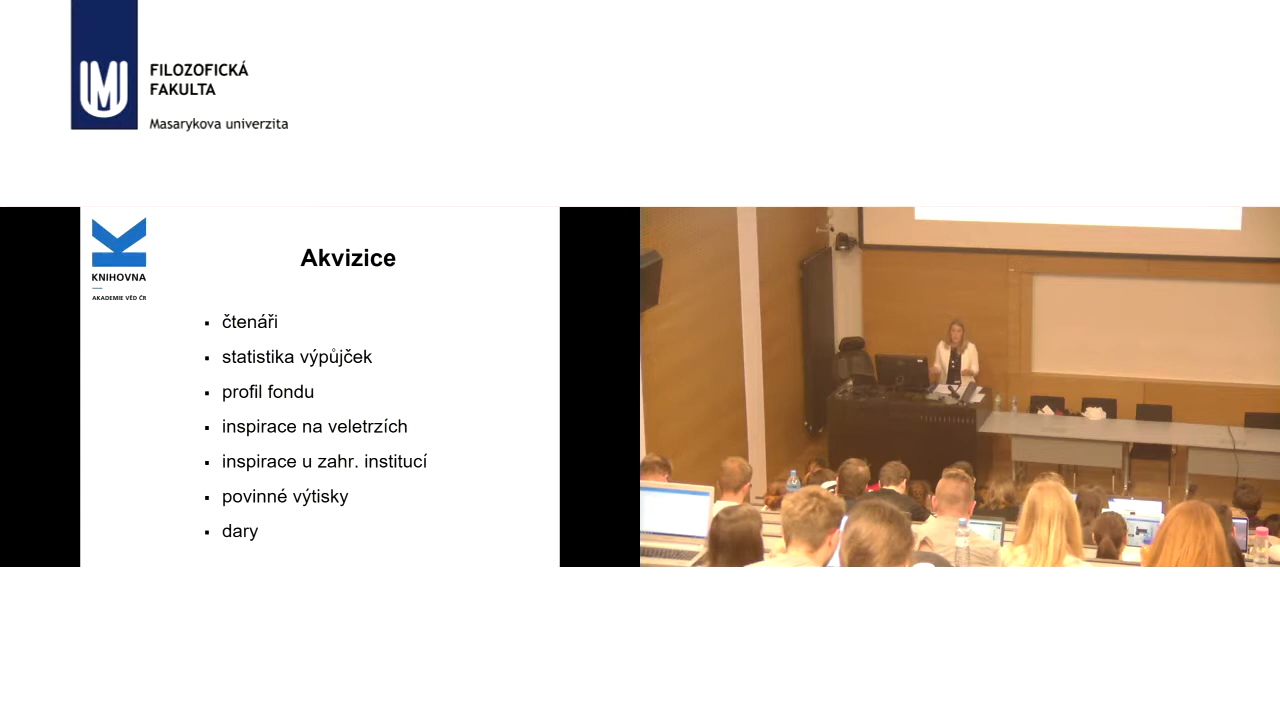 FILOZOFICKÁ
FAKULTA
Masarykova univerzita
KNIHOVNA
AKADEMIE VĚD ČR
Akvizice
▪ čtenáři
▪ statistika výpůjček
▪ profil fondu
▪ inspirace na veletrzích
▪ inspirace u zahr. institucí
▪ povinné výtisky
▪ dary